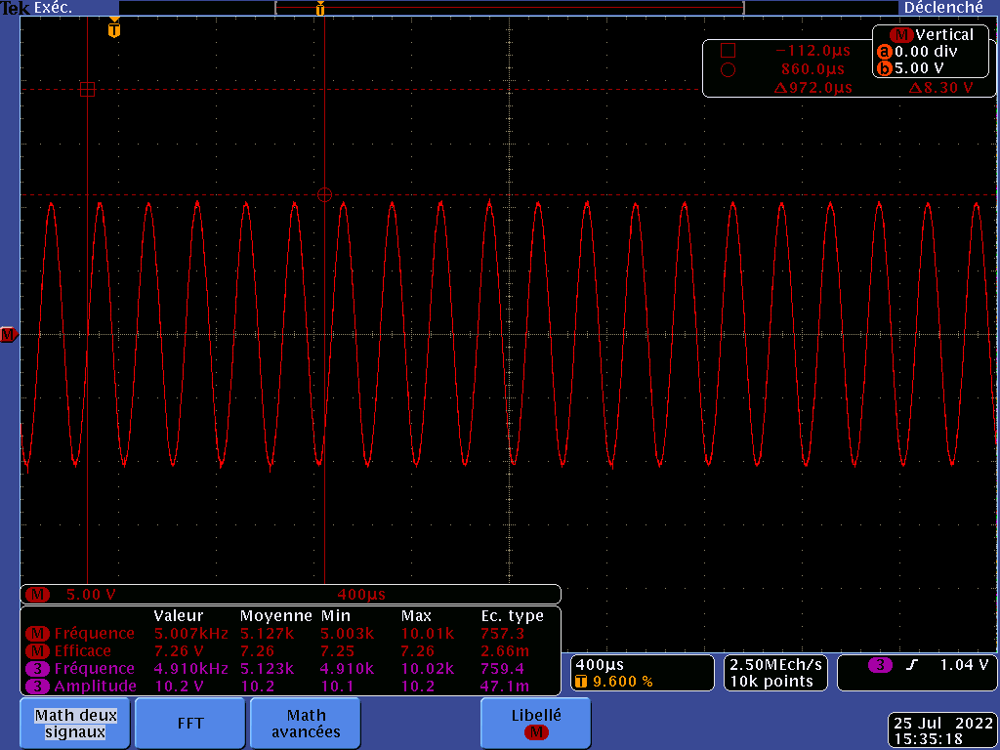 Tek Exéc. Déclenché
T T
M Vertical
a 0.00 div
b 5.00 V
−112.0µs
860.0µs
Δ972.0µs Δ8.30 V
M
M 5.00 V 400µs
Valeur Moyenne Min Max Ec. type
M Fréquence 5.007kHz 5.127k 5.003k 10.01k 757.3
M Efficace 7.26 V 7.26 7.25 7.26 2.66m
3 Fréquence 4.910kHz 5.123k 4.910k 10.02k 759.4
3 Amplitude 10.2 V 10.2 10.1 10.2 47.1m
400µs
T 9.600 %
2.50MEch/s
10k points
3 1.04 V
Math deux
signaux
FFT
Math
avancées
Libellé
M
25 Jul 2022
15:35:18